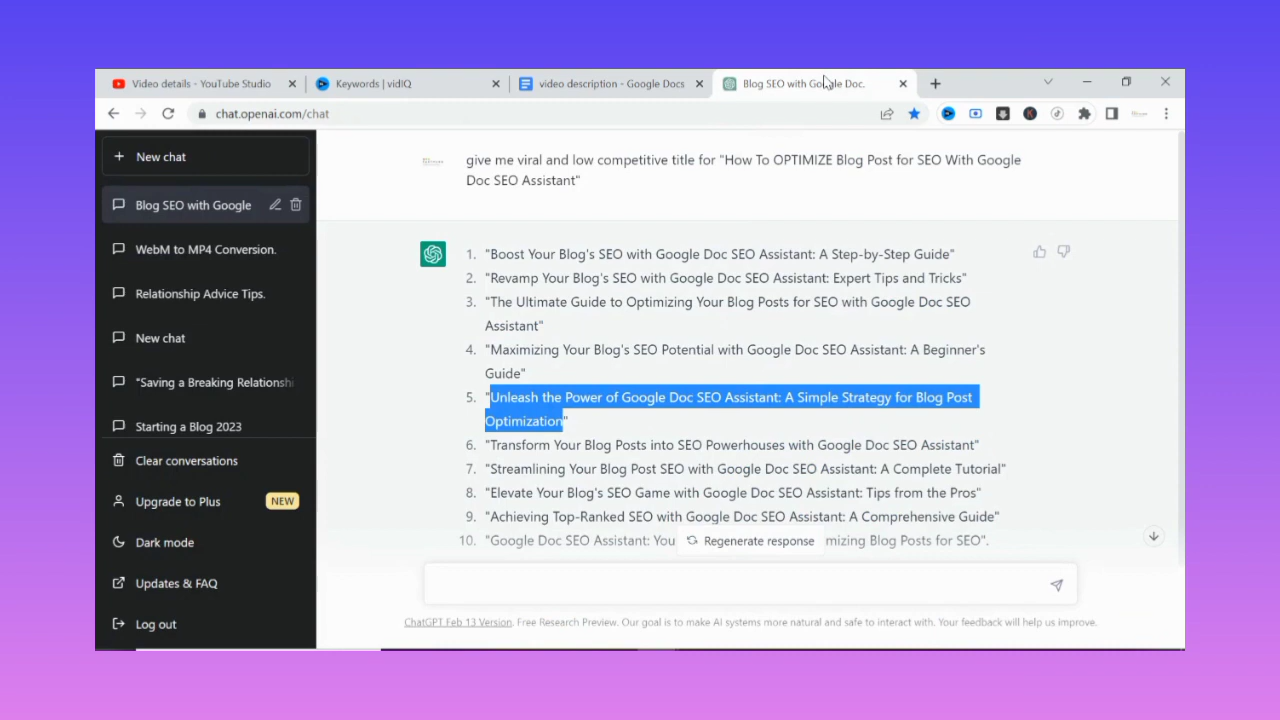 Video details - YouTube Studio
Keywords | vidIQ
video description - Google Docs
Blog SEO with Google Doc.
chat.openai.com/chat
New chat
Blog SEO with Google
WebM to MP4 Conversion.
Relationship Advice Tips.
New chat
"Saving a Breaking Relationshi
Starting a Blog 2023
Clear conversations
Upgrade to Plus NEW
Dark mode
Updates & FAQ
Log out
give me viral and low competitive title for "How To OPTIMIZE Blog Post for SEO With Google
Doc SEO Assistant"
1. "Boost Your Blog's SEO with Google Doc SEO Assistant: A Step-by-Step Guide"
2. "Revamp Your Blog's SEO with Google Doc SEO Assistant: Expert Tips and Tricks"
3. "The Ultimate Guide to Optimizing Your Blog Posts for SEO with Google Doc SEO
Assistant"
4. "Maximizing Your Blog's SEO Potential with Google Doc SEO Assistant: A Beginner's
Guide"
5. "Unleash the Power of Google Doc SEO Assistant: A Simple Strategy for Blog Post
Optimization"
6. "Transform Your Blog Posts into SEO Powerhouses with Google Doc SEO Assistant"
7. "Streamlining Your Blog Post SEO with Google Doc SEO Assistant: A Complete Tutorial"
8. "Elevate Your Blog's SEO Game with Google Doc SEO Assistant: Tips from the Pros"
9. "Achieving Top-Ranked SEO with Google Doc SEO Assistant: A Comprehensive Guide"
10. "Google Doc SEO Assistant: You
Regenerate response
mizing Blog Posts for SEO".
ChatGPT Feb 13 Version. Free Research Preview. Our goal is to make AI systems more natural and safe to interact with. Your feedback will help us improve.